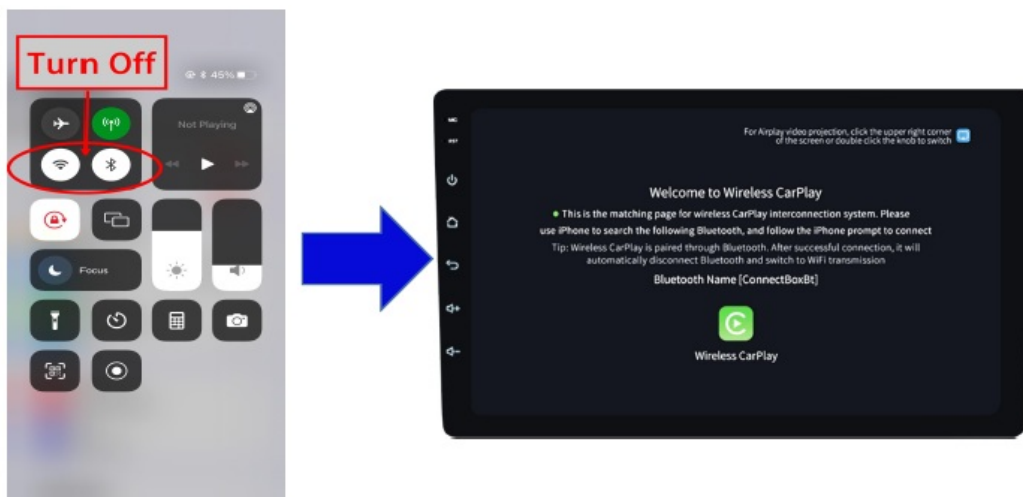 Turn Off
45%
Not Playing
Focus
MIC
RST
For Airplay video projection, click the upper right corner
of the screen or double click the knob to switch
Welcome to Wireless CarPlay
This is the matching page for wireless CarPlay interconnection system. Please
use iPhone to search the following Bluetooth, and follow the iPhone prompt to connect
Tip: Wireless CarPlay is paired through Bluetooth. After successful connection, it will
automatically disconnect Bluetooth and switch to WiFi transmission
Bluetooth Name [ConnectBoxBt]
Wireless CarPlay